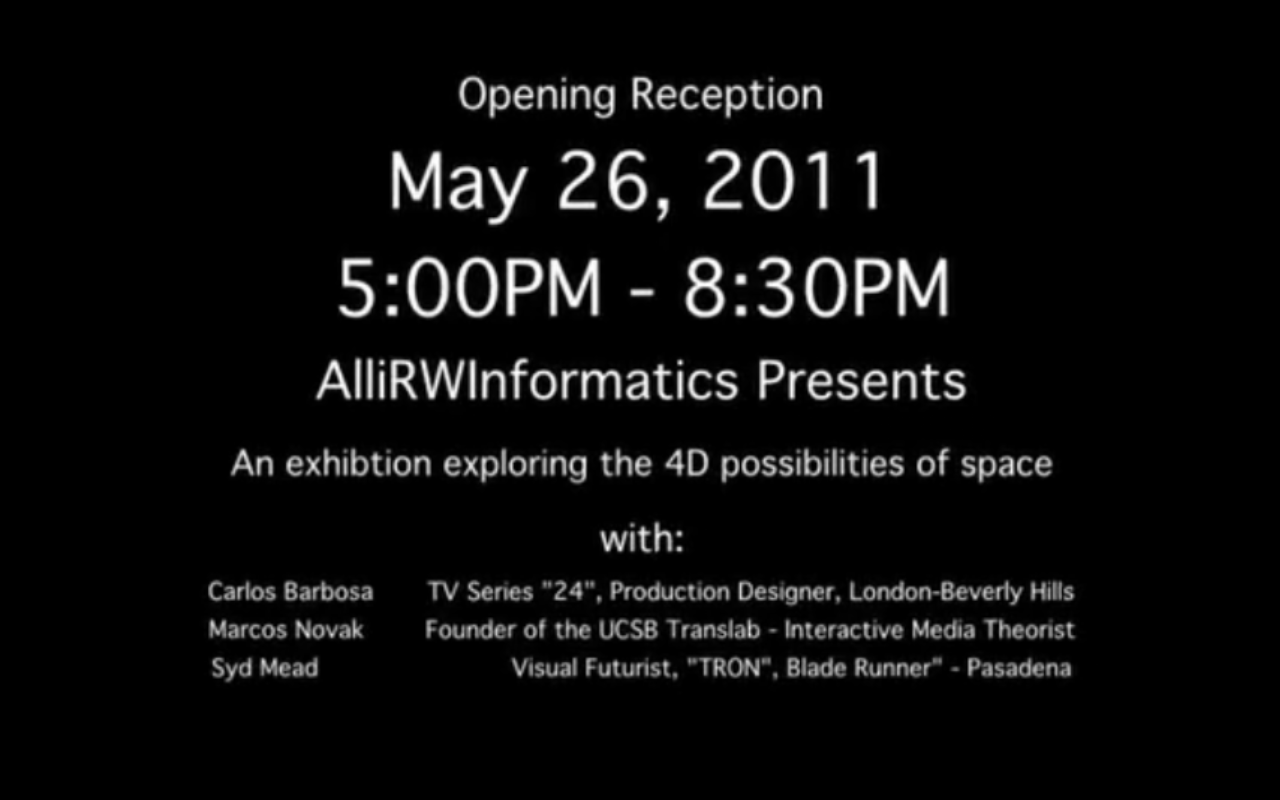 Opening Reception
May 26, 2011
5:00PM - 8:30PM
AlliRWInformatics Presents
An exhibtion exploring the 4D possibilities of space
with:
Carlos Barbosa TV Series "24", Production Designer, London-Beverly Hills
Marcos Novak Founder of the UCSB Translab - Interactive Media Theorist
Syd Mead Visual Futurist, "TRON", Blade Runner" - Pasadena